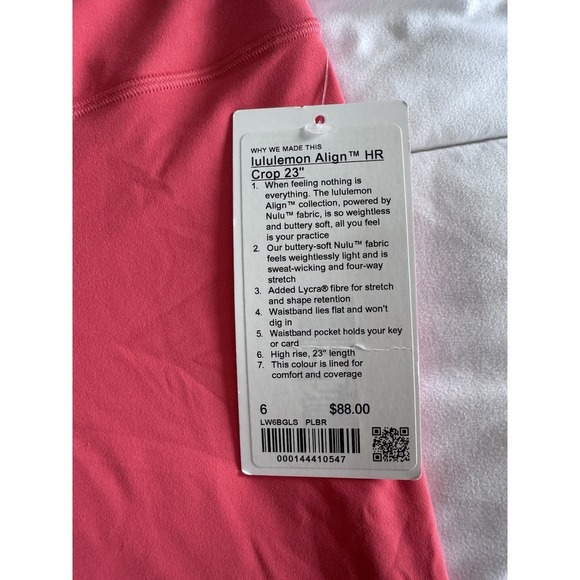 WHY WE MADE THIS
lululemon Align™ HR
Crop 23"
1. When feeling nothing is
everything. The lululemon
Align™ collection, powered by
Nulu™ fabric, is so weightless
and buttery soft, all you feel
is your practice
2. Our buttery-soft Nulu™ fabric
feels weightlessly light and is
sweat-wicking and four-way
stretch
3. Added Lycra® fibre for stretch
and shape retention
4. Waistband lies flat and won't
dig in
5. Waistband pocket holds your key
or card
6. High rise, 23" length
7. This colour is lined for
comfort and coverage
6 $88.00
LW6BGLS PLBR
000144410547